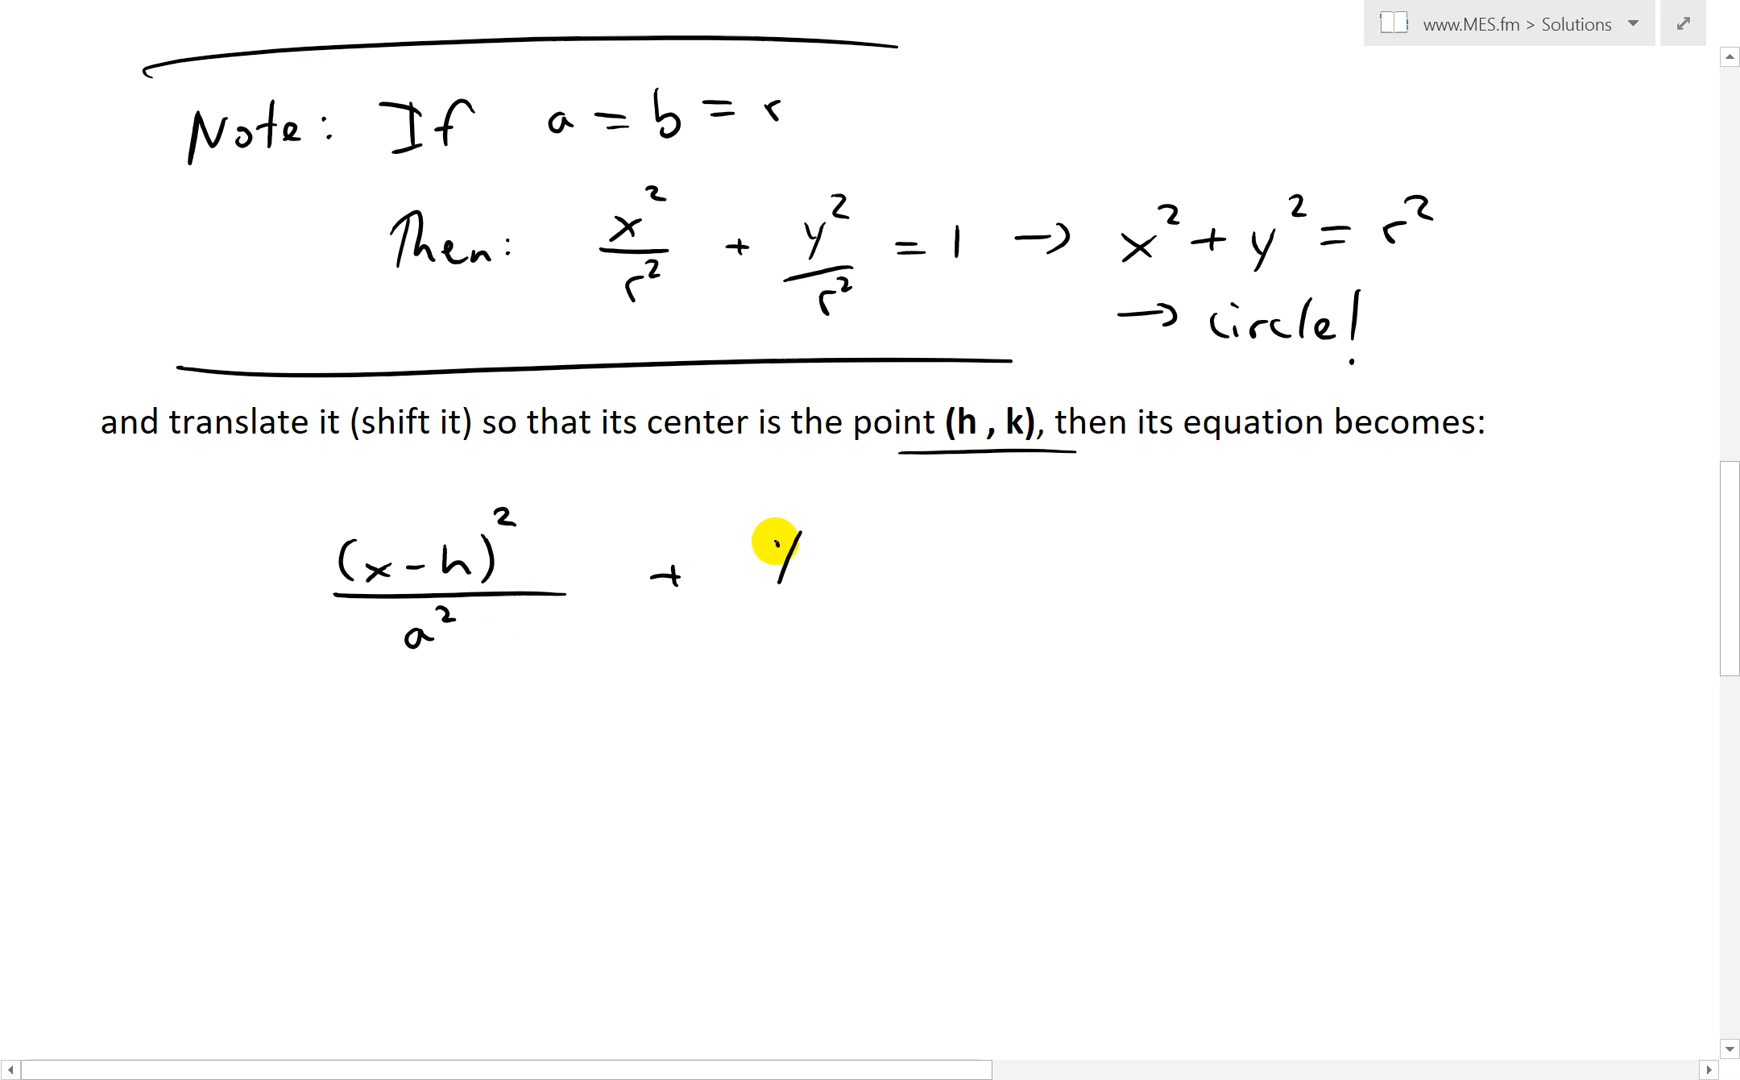 www.MES.fm > Solutions
Note: If a = b = r
Then: x²/r² + y²/r² = 1 → x² + y² = r²
→ circle!
and translate it (shift it) so that its center is the point (h , k), then its equation becomes:
(x - h)²/a² +